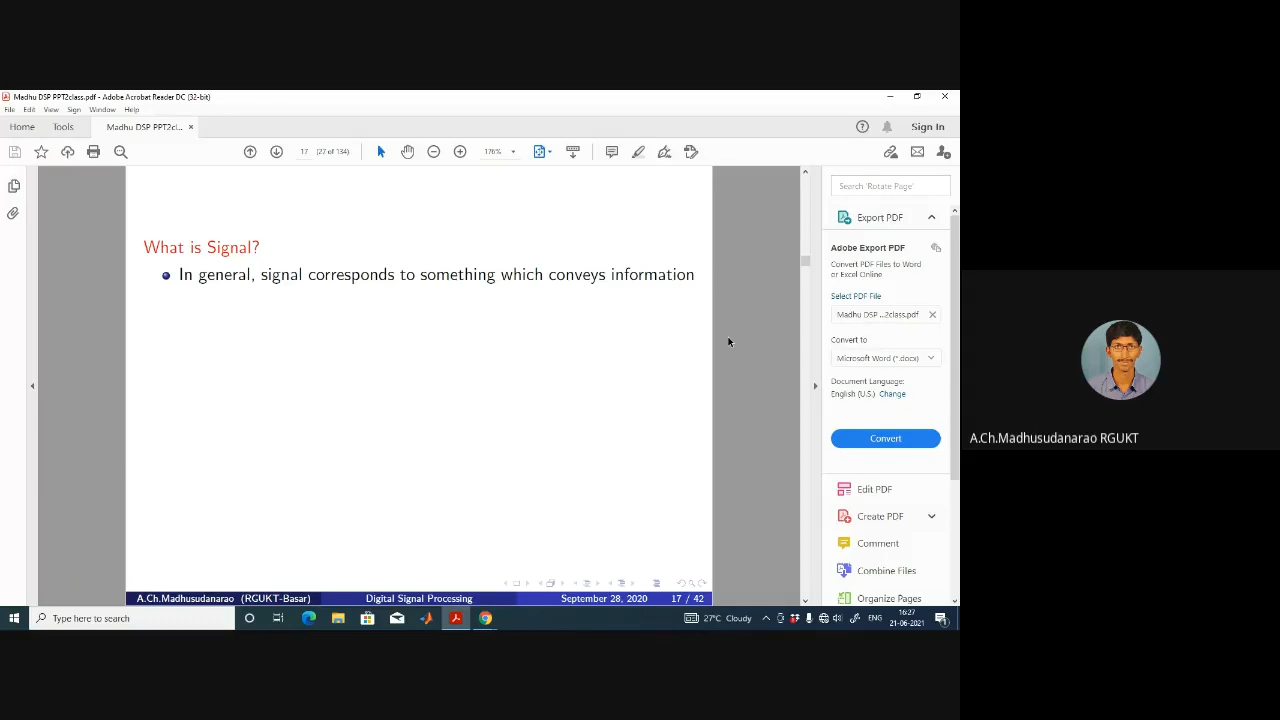 Madhu DSP PPT2class.pdf - Adobe Acrobat Reader DC (32-bit)
File Edit View Sign Window Help
Home Tools Madhu DSP PPT2cl... × Sign In
17 (27 of 134) 176%
Search 'Rotate Page'
Export PDF
Adobe Export PDF
Convert PDF Files to Word
or Excel Online
Select PDF File
Madhu DSP ...2class.pdf
Convert to
Microsoft Word (*.docx)
Document Language:
English (U.S.) Change
Convert
Edit PDF
Create PDF
Comment
Combine Files
Organize Pages
What is Signal?
In general, signal corresponds to something which conveys information
A.Ch.Madhusudanarao (RGUKT-Basar) Digital Signal Processing September 28, 2020 17 / 42
Type here to search 27°C Cloudy ENG 16:27
21-06-2021
A.Ch.Madhusudanarao RGUKT